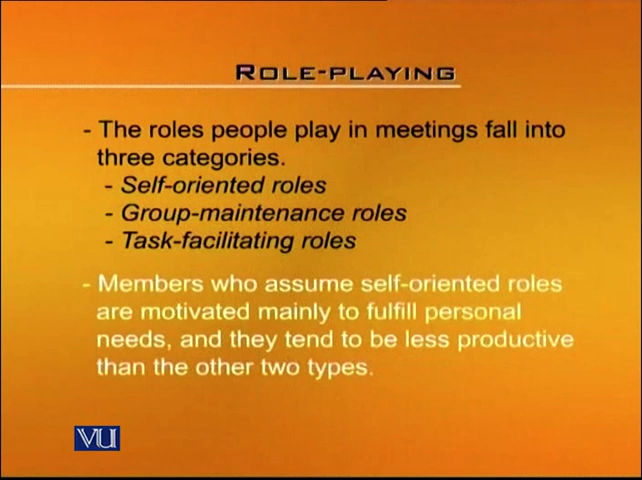 ROLE-PLAYING
- The roles people play in meetings fall into
three categories.
- Self-oriented roles
- Group-maintenance roles
- Task-facilitating roles
- Members who assume self-oriented roles
are motivated mainly to fulfill personal
needs, and they tend to be less productive
than the other two types.
VU